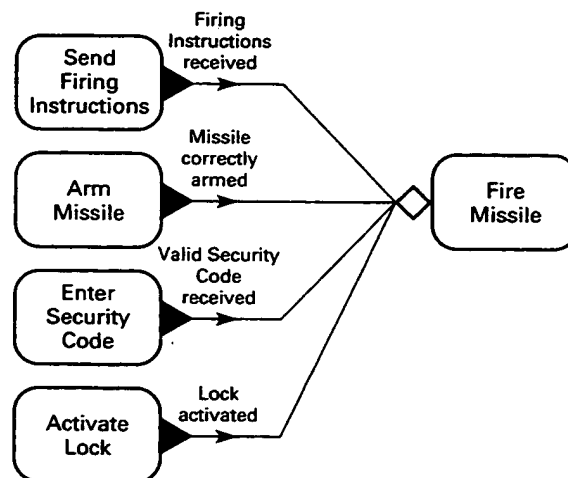 Firing
Instructions
received
Send
Firing
Instructions
Missile
correctly
armed
Arm
Missile
Fire
Missile
Valid Security
Code
received
Enter
Security
Code
Lock
activated
Activate
Lock